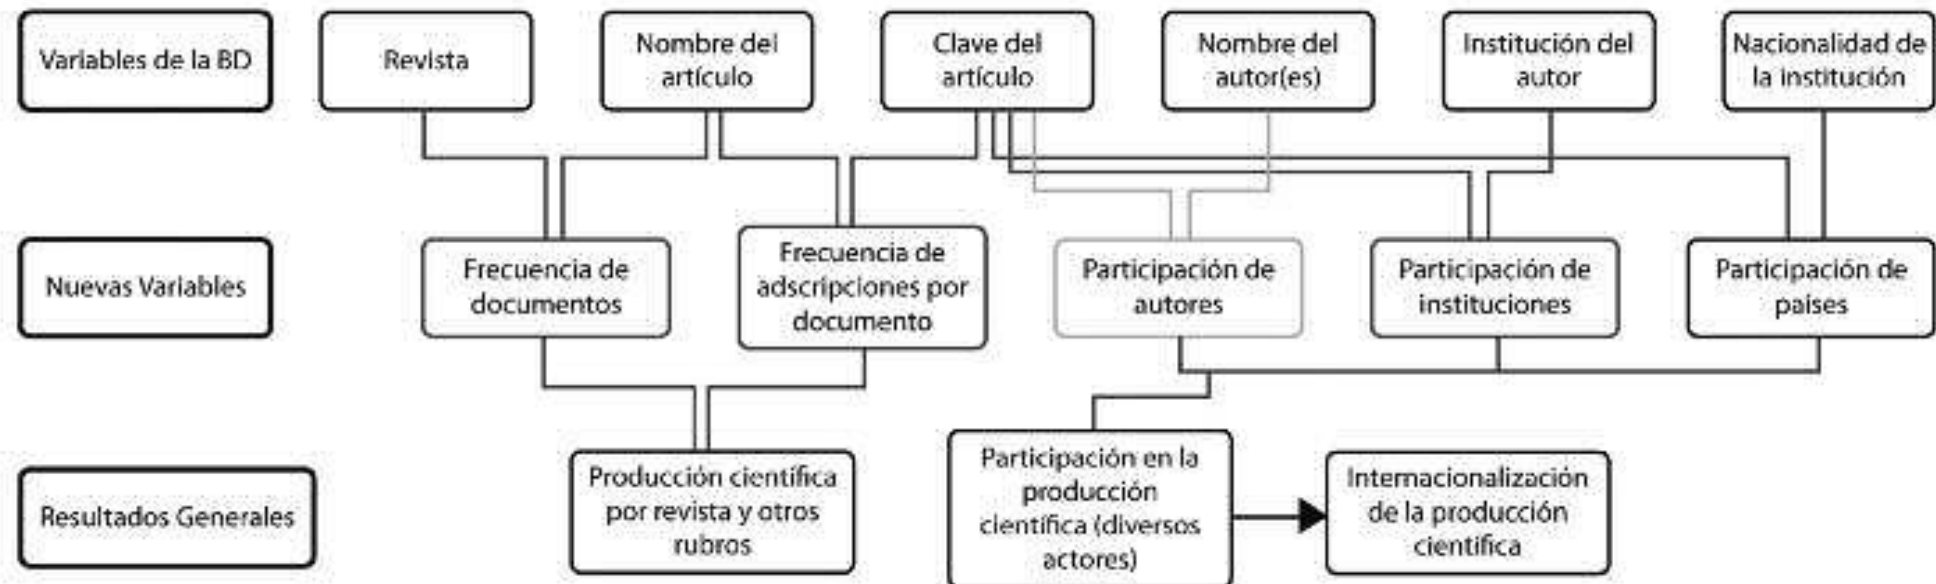 Variables de la BD
Revista
Nombre del
artículo
Clave del
artículo
Nombre del
autor(es)
Institución del
autor
Nacionalidad de
la institución
Nuevas Variables
Frecuencia de
documentos
Frecuencia de
adscripciones por
documento
Participación de
autores
Participación de
instituciones
Participación de
países
Resultados Generales
Producción científica
por revista y otros
rubros
Participación en la
producción
científica (diversos
actores)
Internacionalización
de la producción
científica